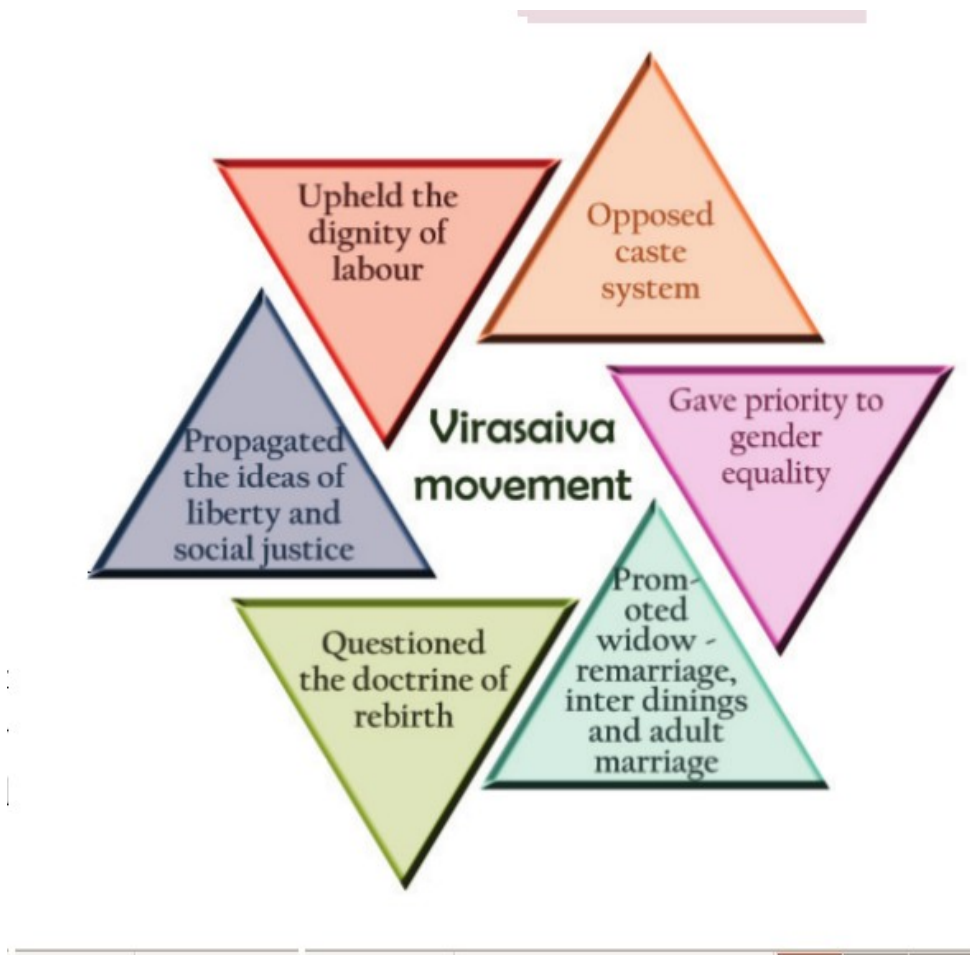 Opposed
caste
system
Upheld the
dignity of
labour
Gave priority to
gender
equality
Virasaiva
movement
Propagated
the ideas of
liberty and
social justice
Prom-
oted
widow -
remarriage,
inter dinings
and adult
marriage
Questioned
the doctrine of
rebirth